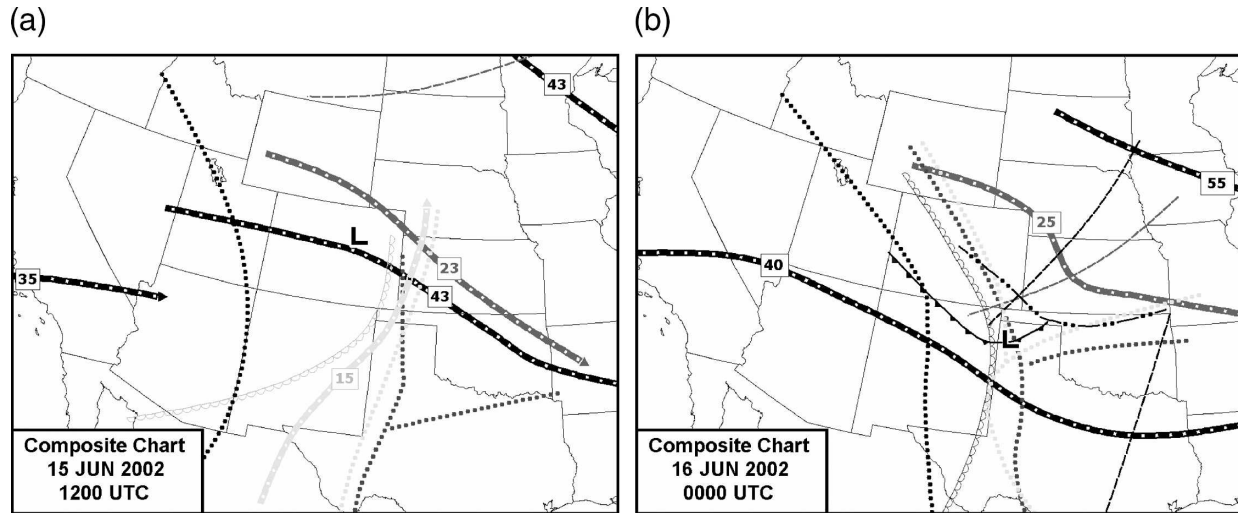 (a)
(b)
43
L
23
35
43
15
Composite Chart
15 JUN 2002
1200 UTC
55
25
40
L
Composite Chart
16 JUN 2002
0000 UTC